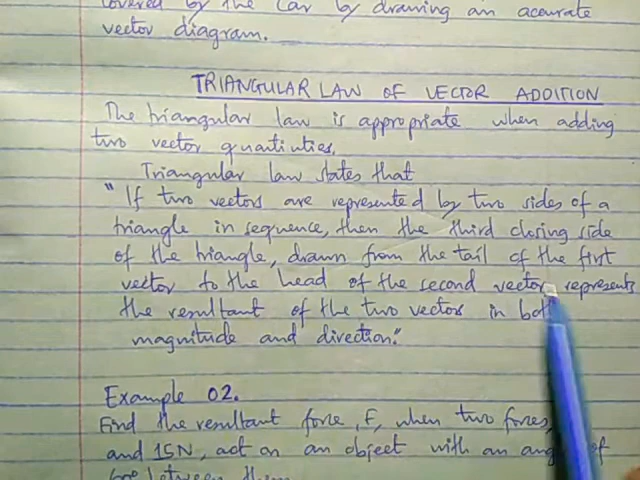 covered by the car by drawing an accurate
vector diagram.
TRIANGULAR LAW OF VECTOR ADDITION
The triangular law is appropriate when adding
two vector quantinties.
Triangular law states that
"If two vectors are represented by two sides of a
triangle in sequence, then the third closing side
of the triangle, drawn from the tail of the first
vector to the head of the second vector represents
the resultant of the two vectors in both
magnitude and direction."
Example 02.
Find the resultant force, F, when two forces,
and 15N, act on an object with an angle of
60° between them